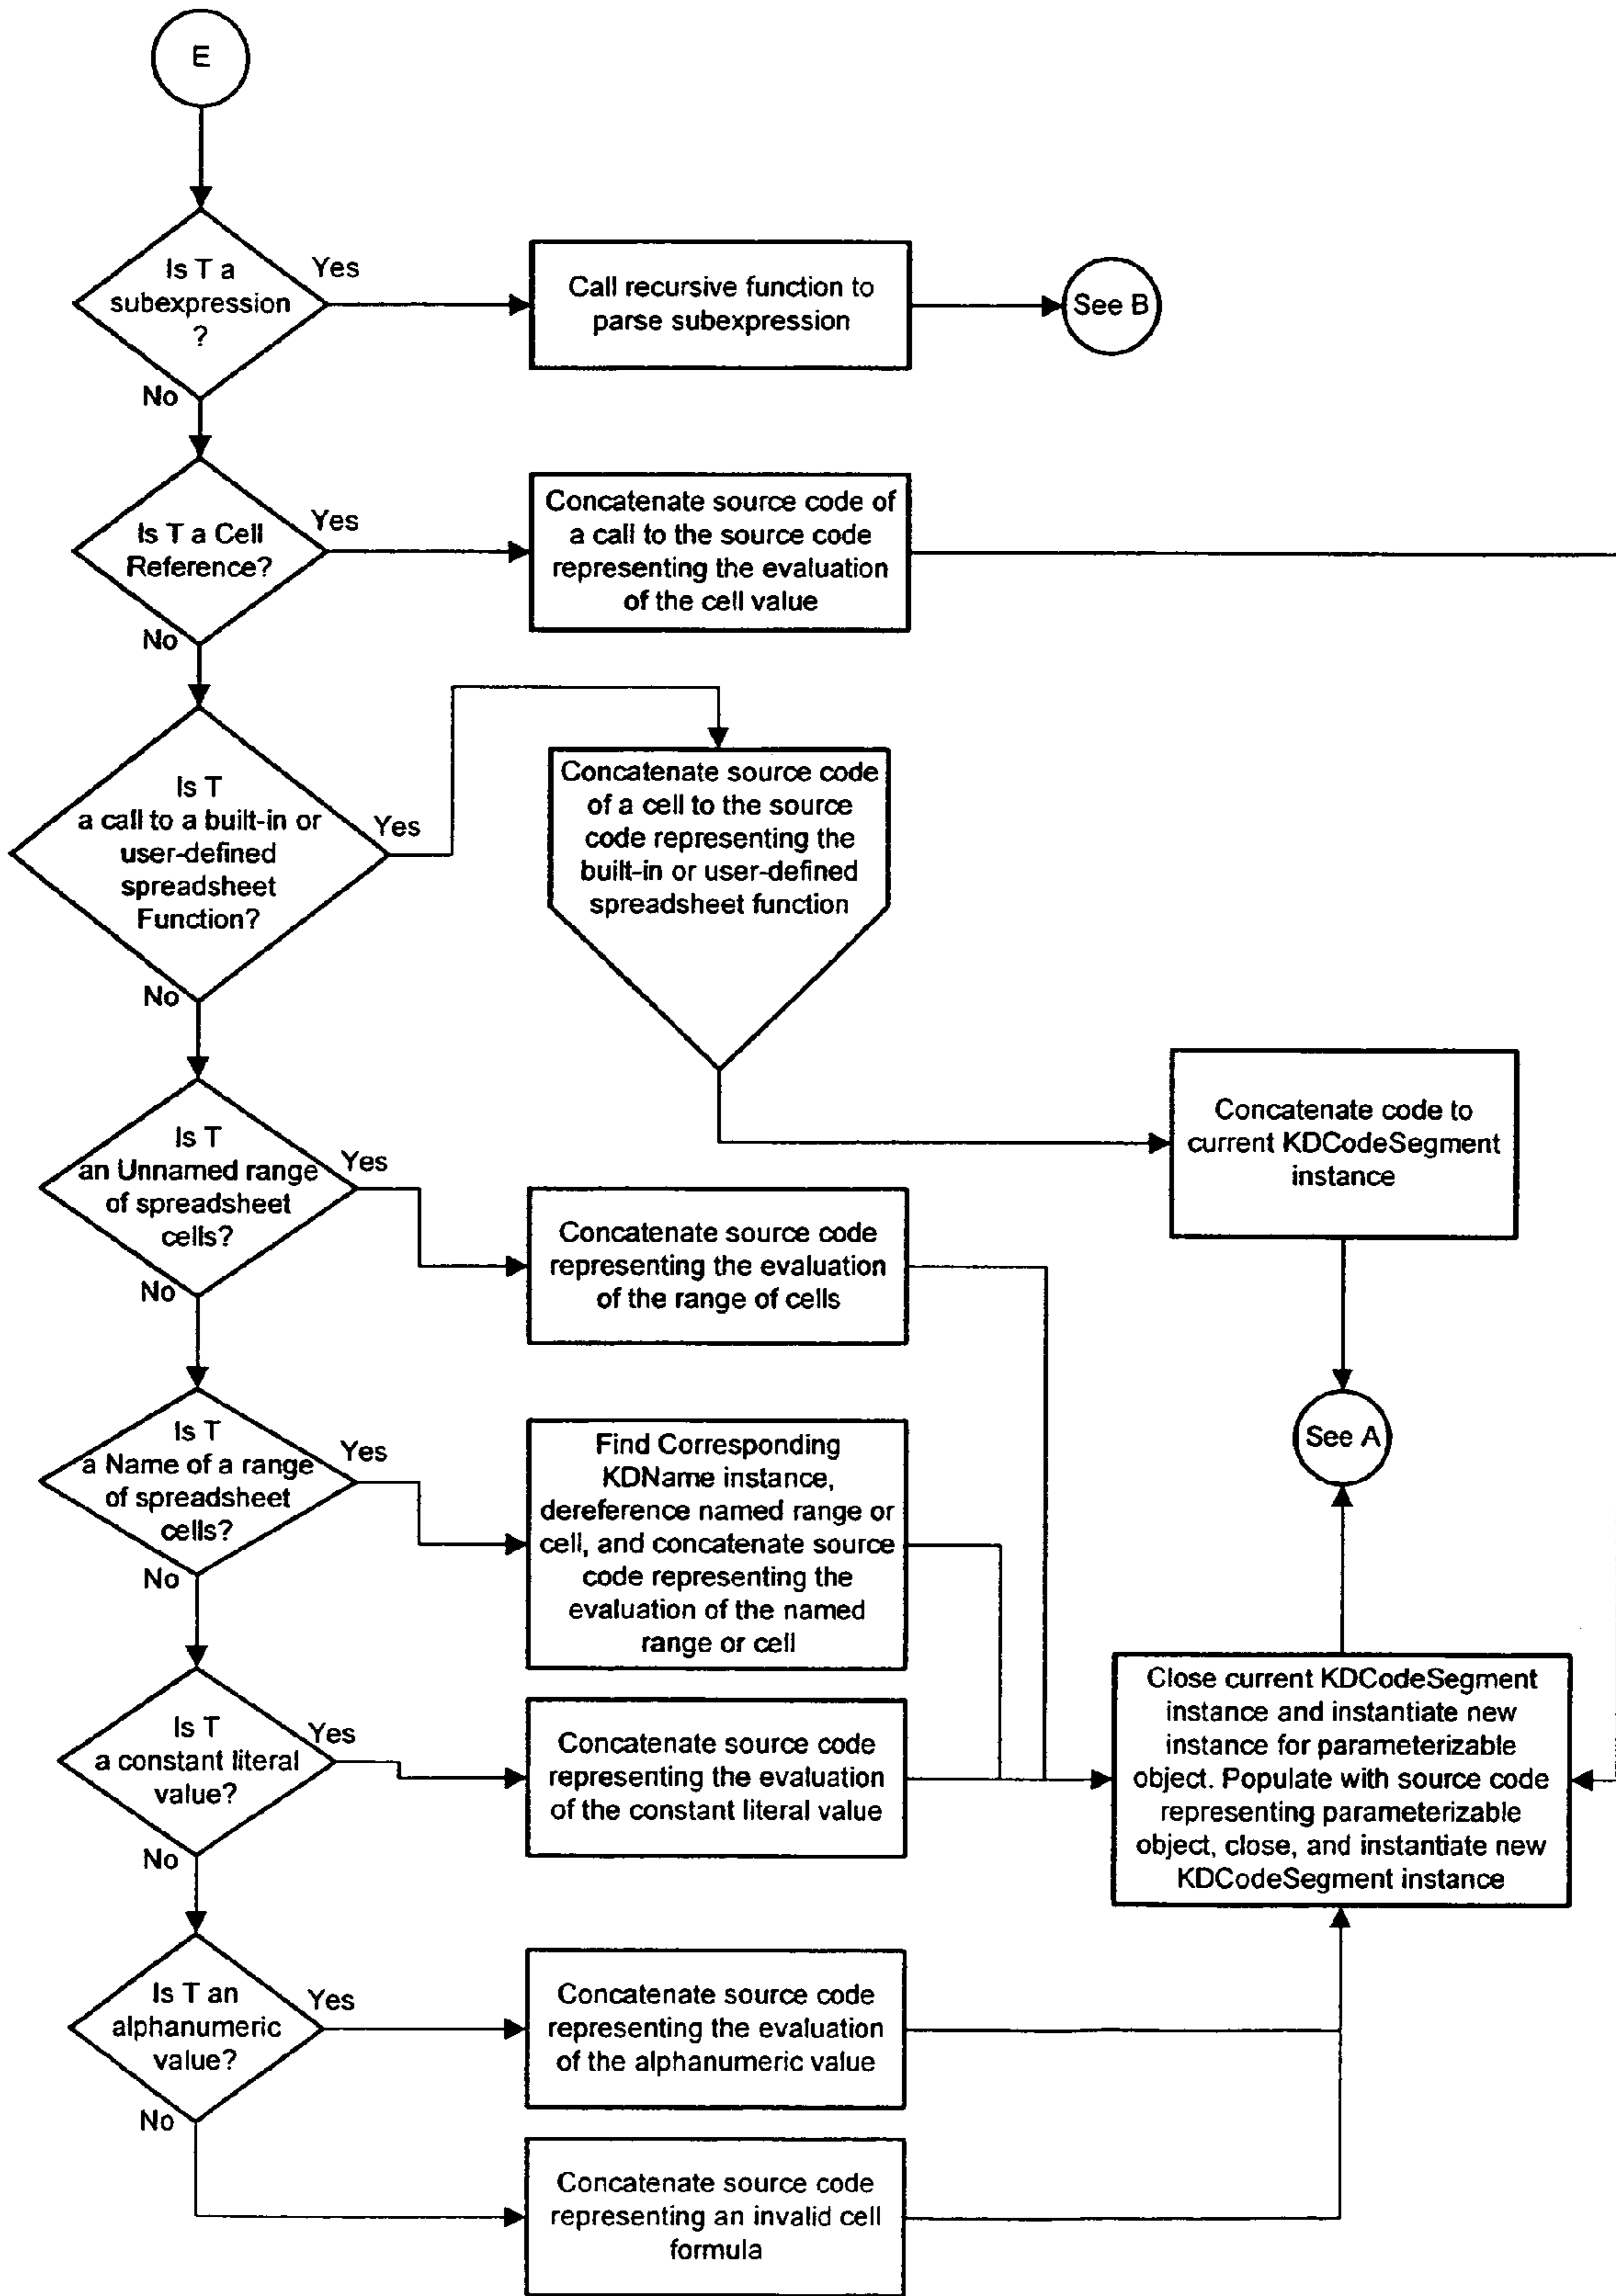 E
Is T a
subexpression
?
Yes
No
Call recursive function to
parse subexpression
See B
Is T a Cell
Reference?
Yes
No
Concatenate source code of
a call to the source code
representing the evaluation
of the cell value
Is T
a call to a built-in or
user-defined
spreadsheet
Function?
Yes
No
Concatenate source code
of a cell to the source
code representing the
built-in or user-defined
spreadsheet function
Concatenate code to
current KDCodeSegment
instance
Is T
an Unnamed range
of spreadsheet
cells?
Yes
No
Concatenate source code
representing the evaluation
of the range of cells
See A
Is T
a Name of a range
of spreadsheet
cells?
Yes
No
Find Corresponding
KDName instance,
dereference named range or
cell, and concatenate source
code representing the
evaluation of the named
range or cell
Close current KDCodeSegment
instance and instantiate new
instance for parameterizable
object. Populate with source code
representing parameterizable
object, close, and instantiate new
KDCodeSegment instance
Is T
a constant literal
value?
Yes
No
Concatenate source code
representing the evaluation
of the constant literal value
Is T an
alphanumeric
value?
Yes
No
Concatenate source code
representing the evaluation
of the alphanumeric value
Concatenate source code
representing an invalid cell
formula